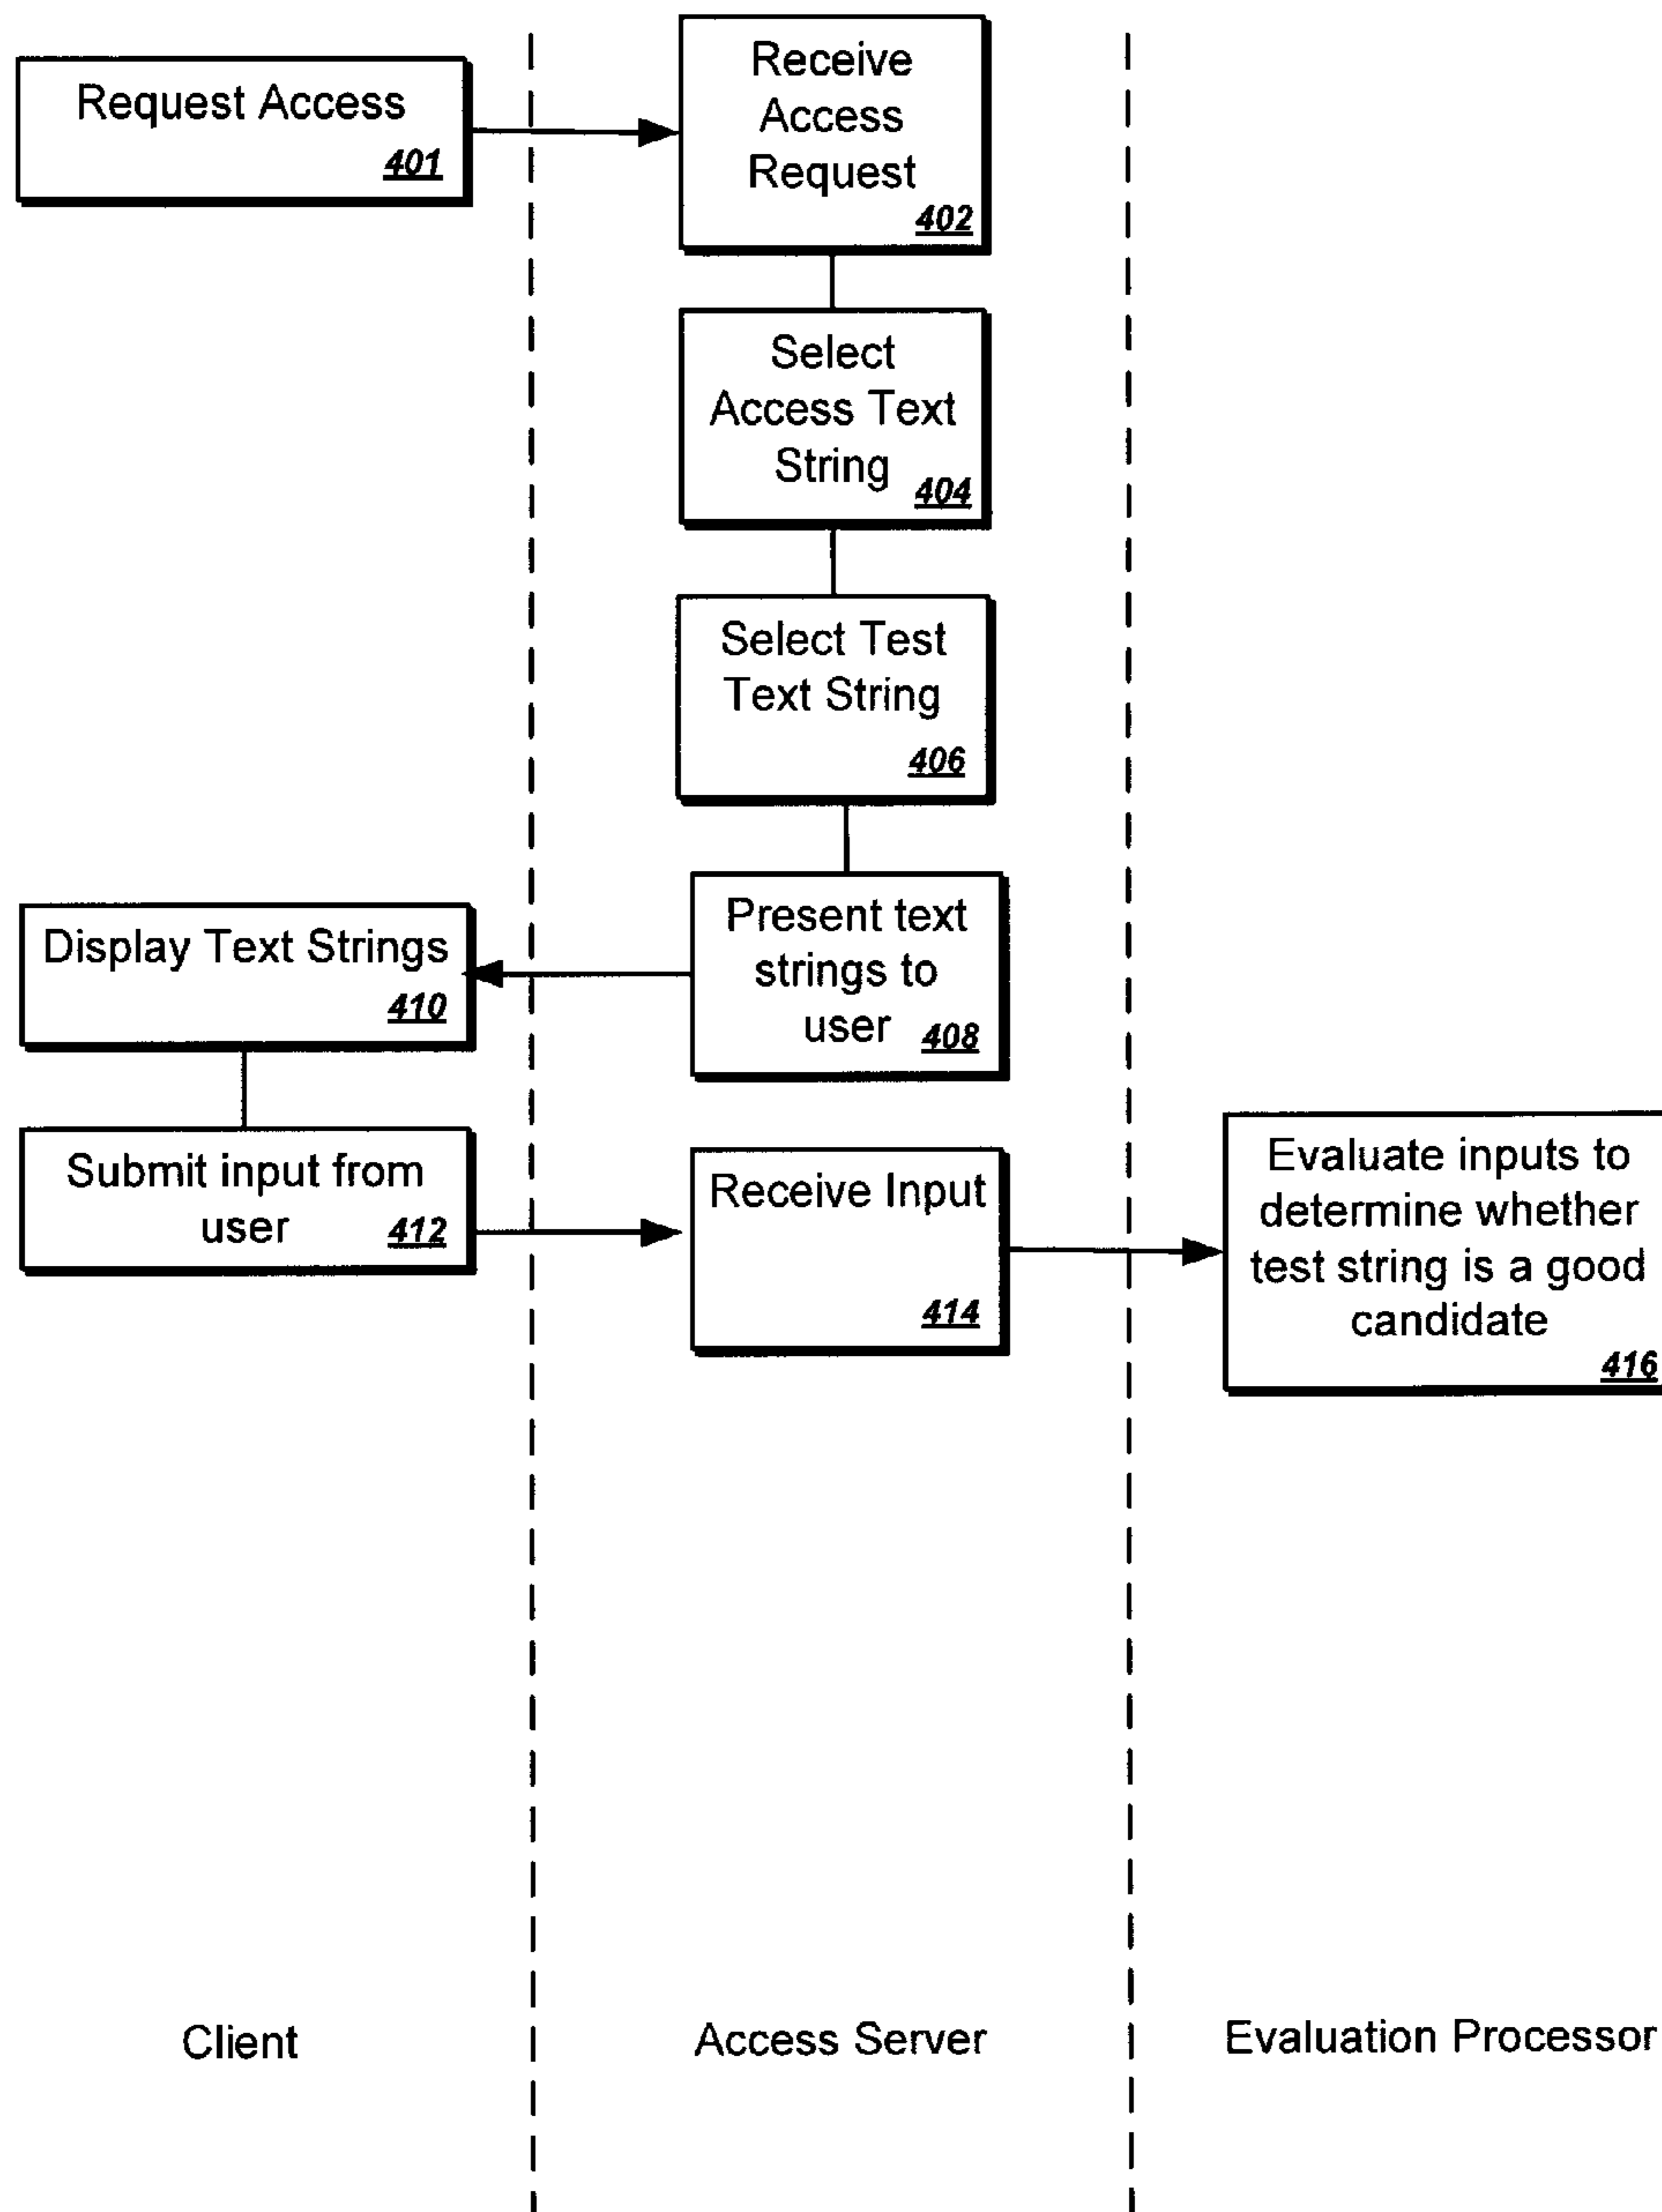 Request Access
401
Receive
Access
Request
402
Select
Access Text
String
404
Select Test
Text String
406
Present text
strings to
user
408
Display Text Strings
410
Submit input from
user
412
Receive Input
414
Evaluate inputs to
determine whether
test string is a good
candidate
416
Client
Access Server
Evaluation Processor